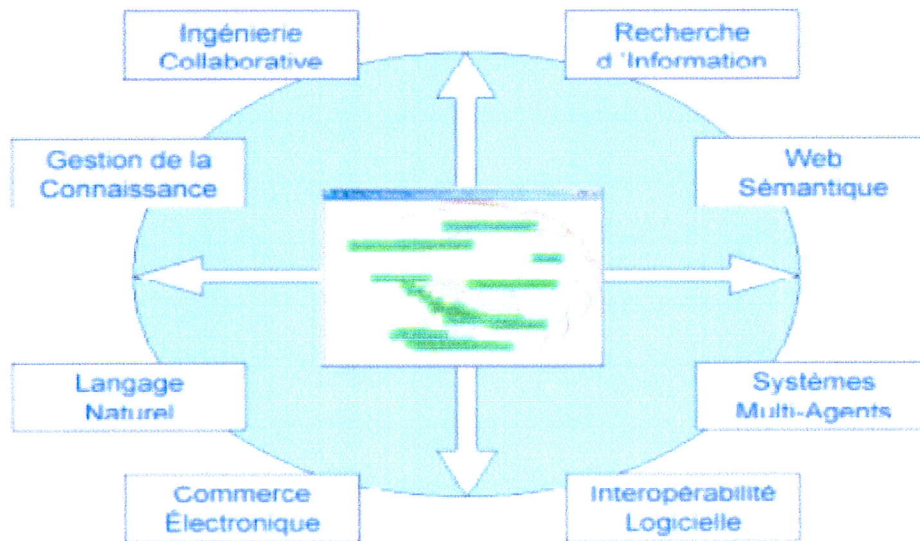 Ingénierie
Collaborative
Recherche
d 'Information
Gestion de la
Connaissance
Web
Sémantique
Langage
Naturel
Systèmes
Multi-Agents
Commerce
Électronique
Interopérabilité
Logicielle